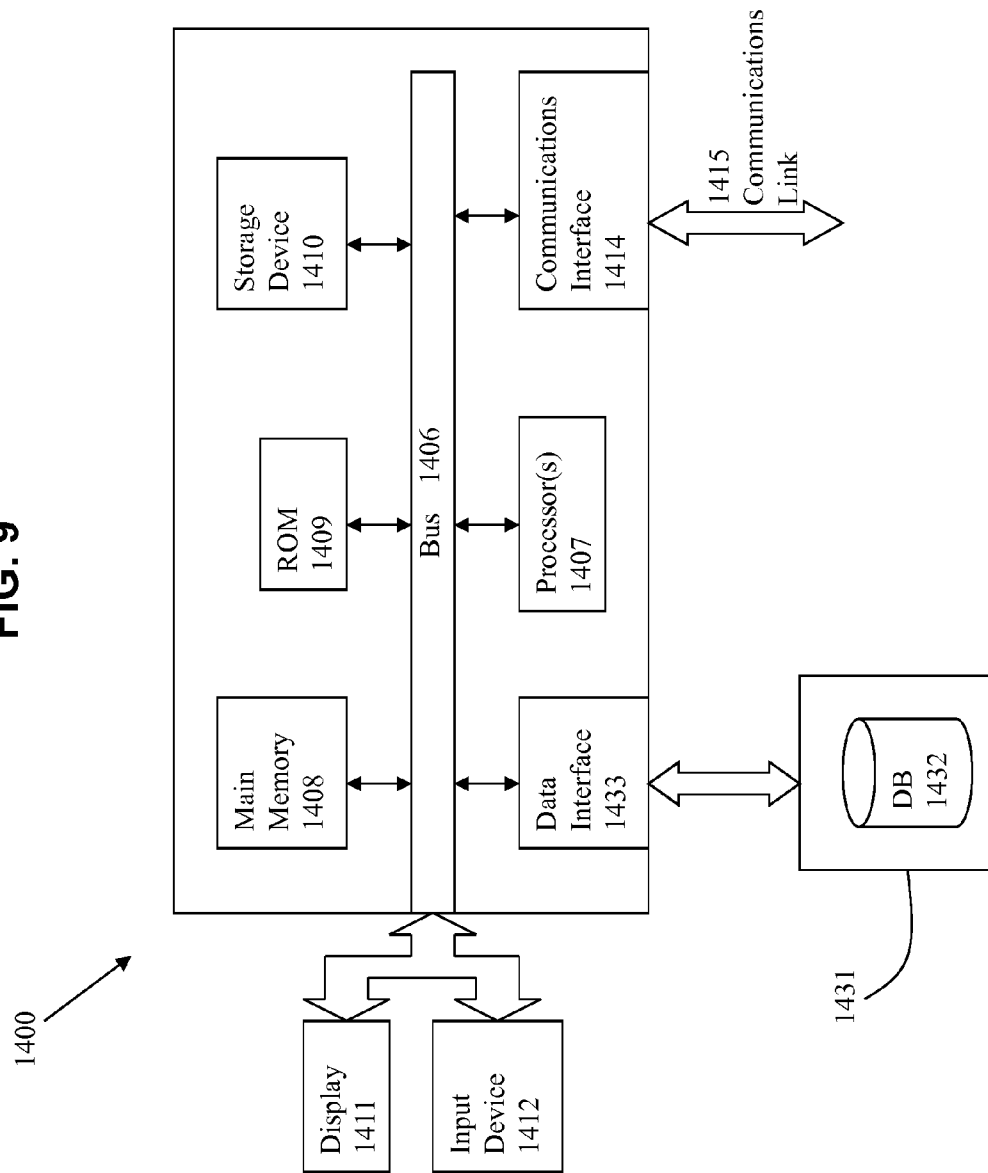 FIG. 9
1400
Main
Memory
1408
ROM
1409
Storage
Device
1410
Display
1411
Bus 1406
Input
Device
1412
Data
Interface
1433
Processor(s)
1407
Communications
Interface
1414
1415
Communications
Link
1431
DB
1432